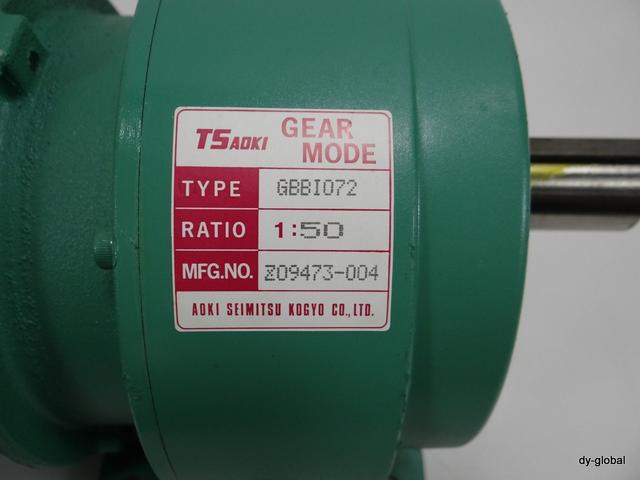 TSAOKI GEAR MODE
TYPE GBBI072
RATIO 1:50
MFG.NO. Z09473-004
AOKI SEIMITSU KOGYO CO.,LTD.
dy-global